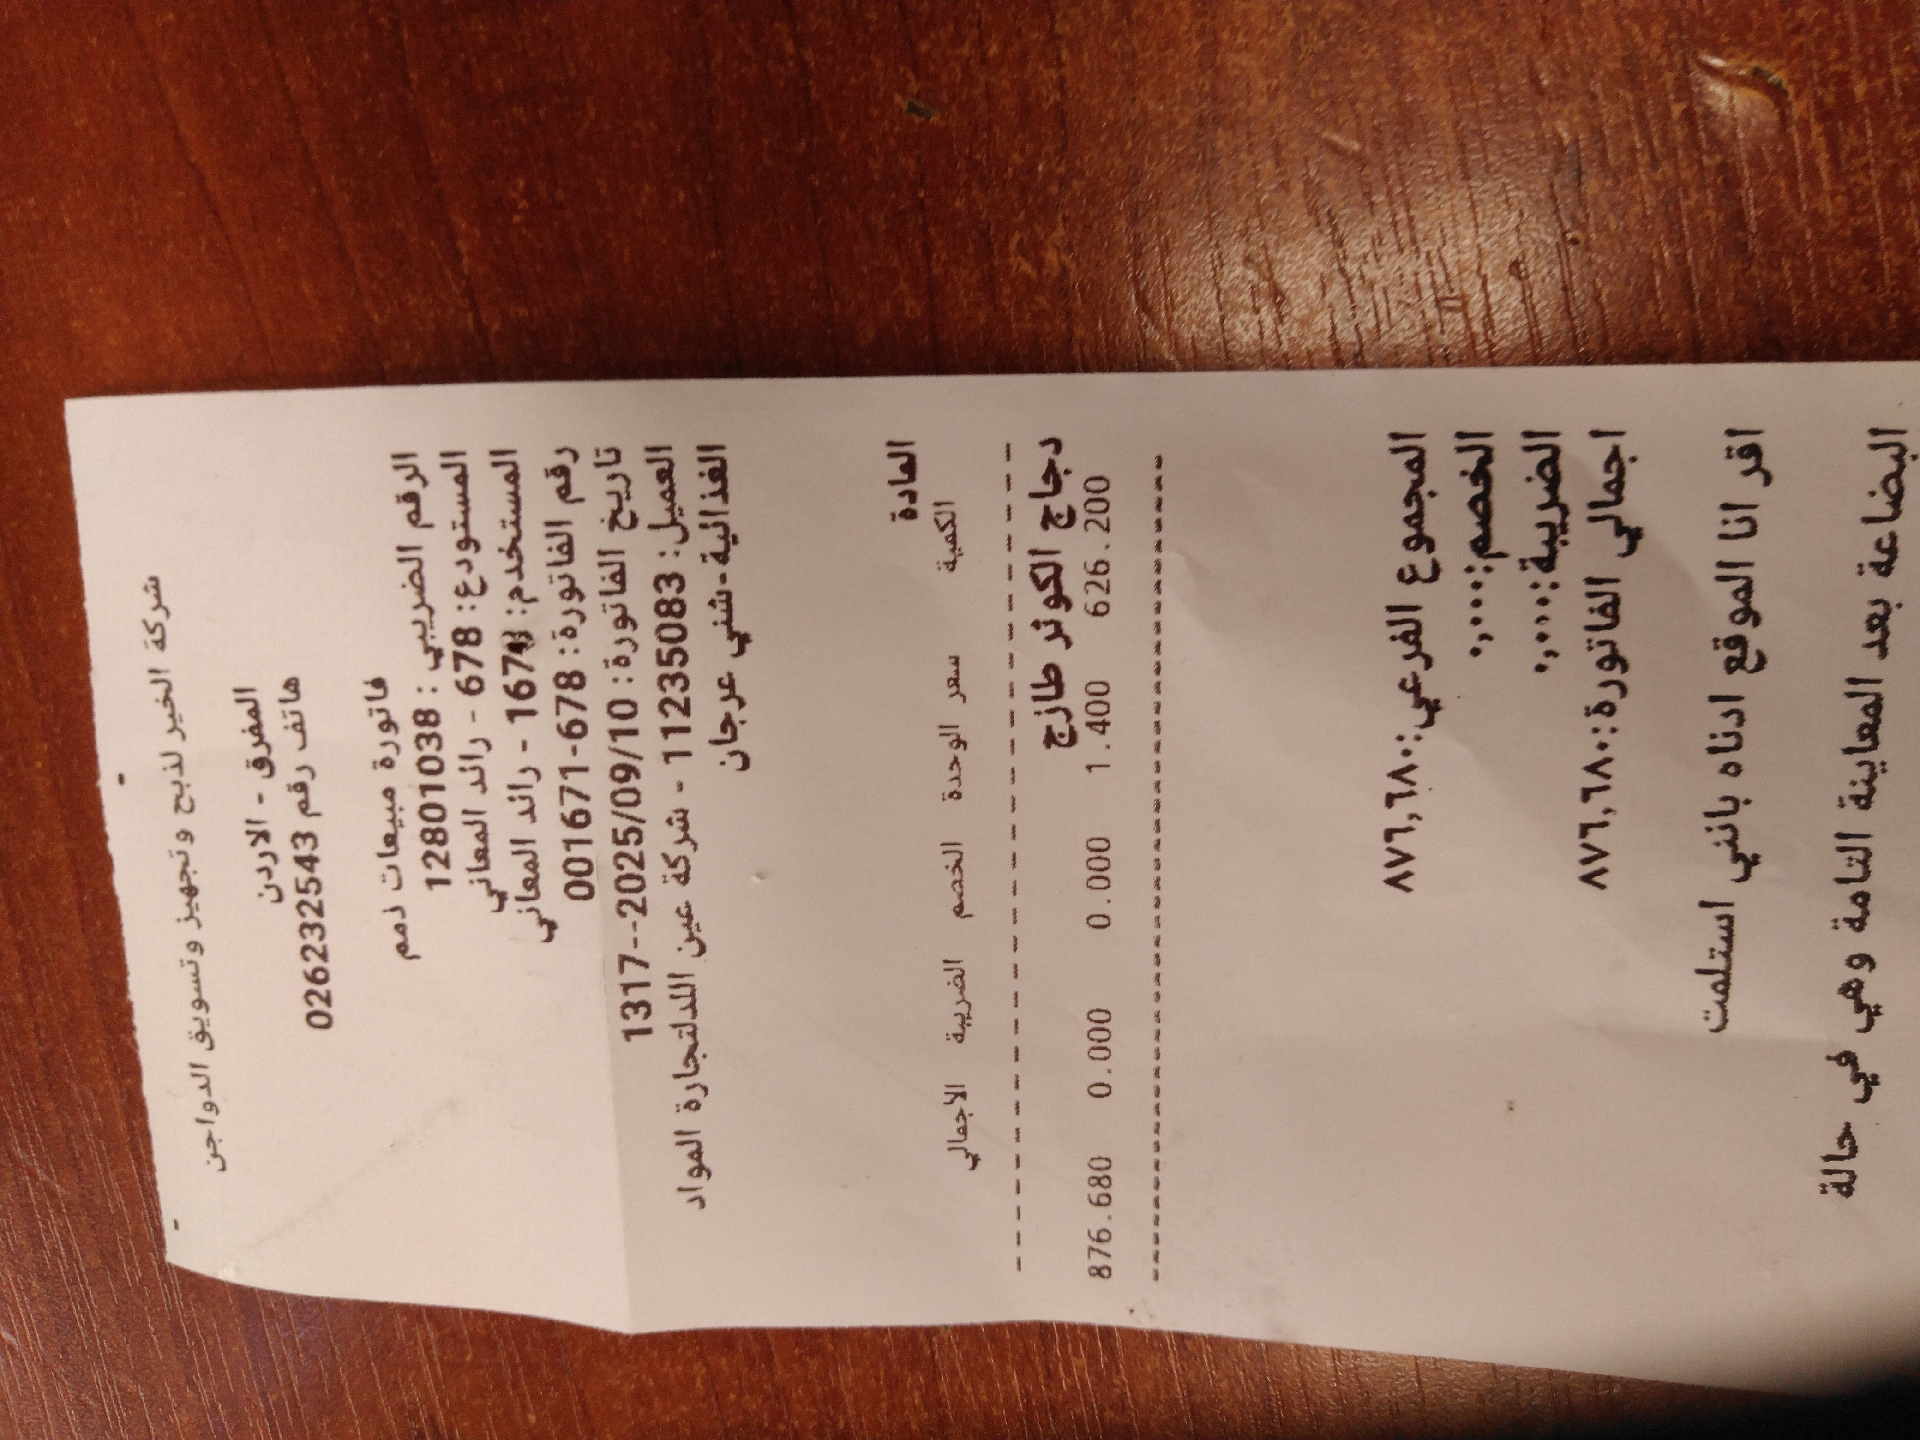 شركة الخير لذبح وتجهيز وتسويق الدواجن
المفرق - الاردن
هاتف رقم 0262332543
فاتورة مبيعات ذمم
الرقم الضريبي : 12801038
المستودع: 678 - رائد المعاني
المستخدم: - رائد المعاني
رقم الفاتورة: 678-001671
تاريخ الفاتورة: 2025/09/10--1317
العميل: 11235083 - شركة عين اللدلتجارة المواد
الغذائية-شني عرجان
المادة
الكمية سعر الوحدة الخصم الضريبة الاجمالي
دجاج الكوثر طازج
626.200 1.400 0.000 0.000 876.680
المجموع الفرعي:٨٧٦,٦٨٠
الخصم:٠,٠٠٠
الضريبة:٠,٠٠٠
اجمالي الفاتورة:٨٧٦,٦٨٠
اقر انا الموقع ادناه بانني استلمت
البضاعة بعد المعاينة التامة وهي في حالة